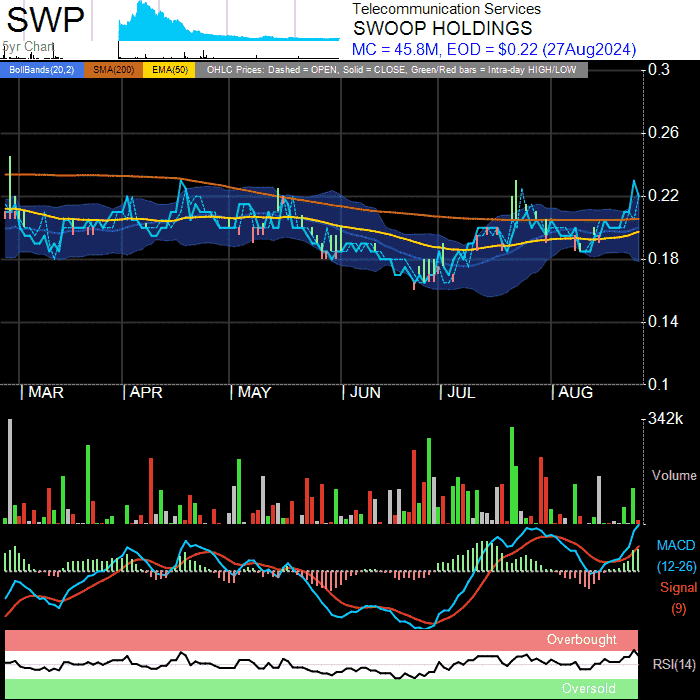 SWP
5yr Chart
Telecommunication Services
SWOOP HOLDINGS
MC = 45.8M, EOD = $0.22 (27Aug2024)
BollBands(20,2) SMA(200) EMA(50) OHLC Prices: Dashed = OPEN, Solid = CLOSE, Green/Red bars = Intra-day HIGH/LOW
0.3
0.26
0.22
0.18
0.14
0.1
MAR APR MAY JUN JUL AUG
342k
Volume
MACD
(12-26)
Signal
(9)
Overbought
RSI(14)
Oversold